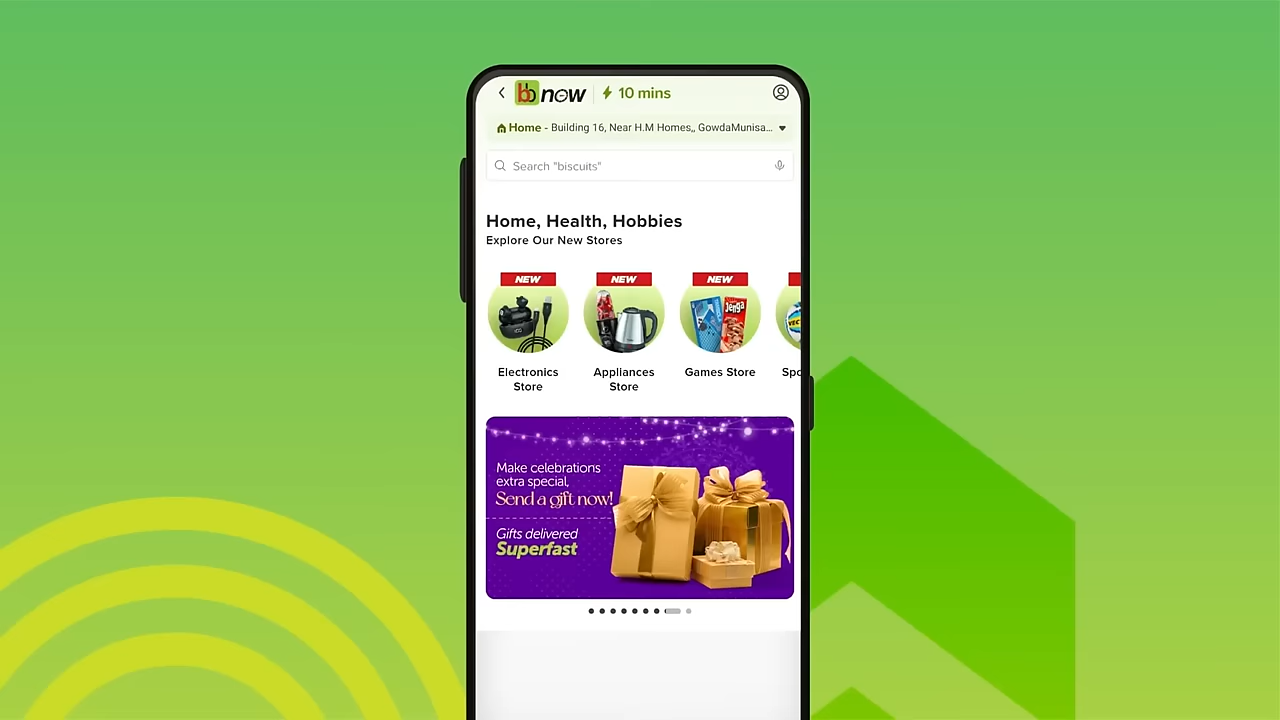 bb now 10 mins
Home - Building 16, Near H.M Homes,, GowdaMunisa...
Search "biscuits"
Home, Health, Hobbies
Explore Our New Stores
NEW NEW NEW
Jenga
VEC
Electronics Store
Appliances Store
Games Store
Spo
Make celebrations
extra special,
Send a gift now!
Gifts delivered
Superfast